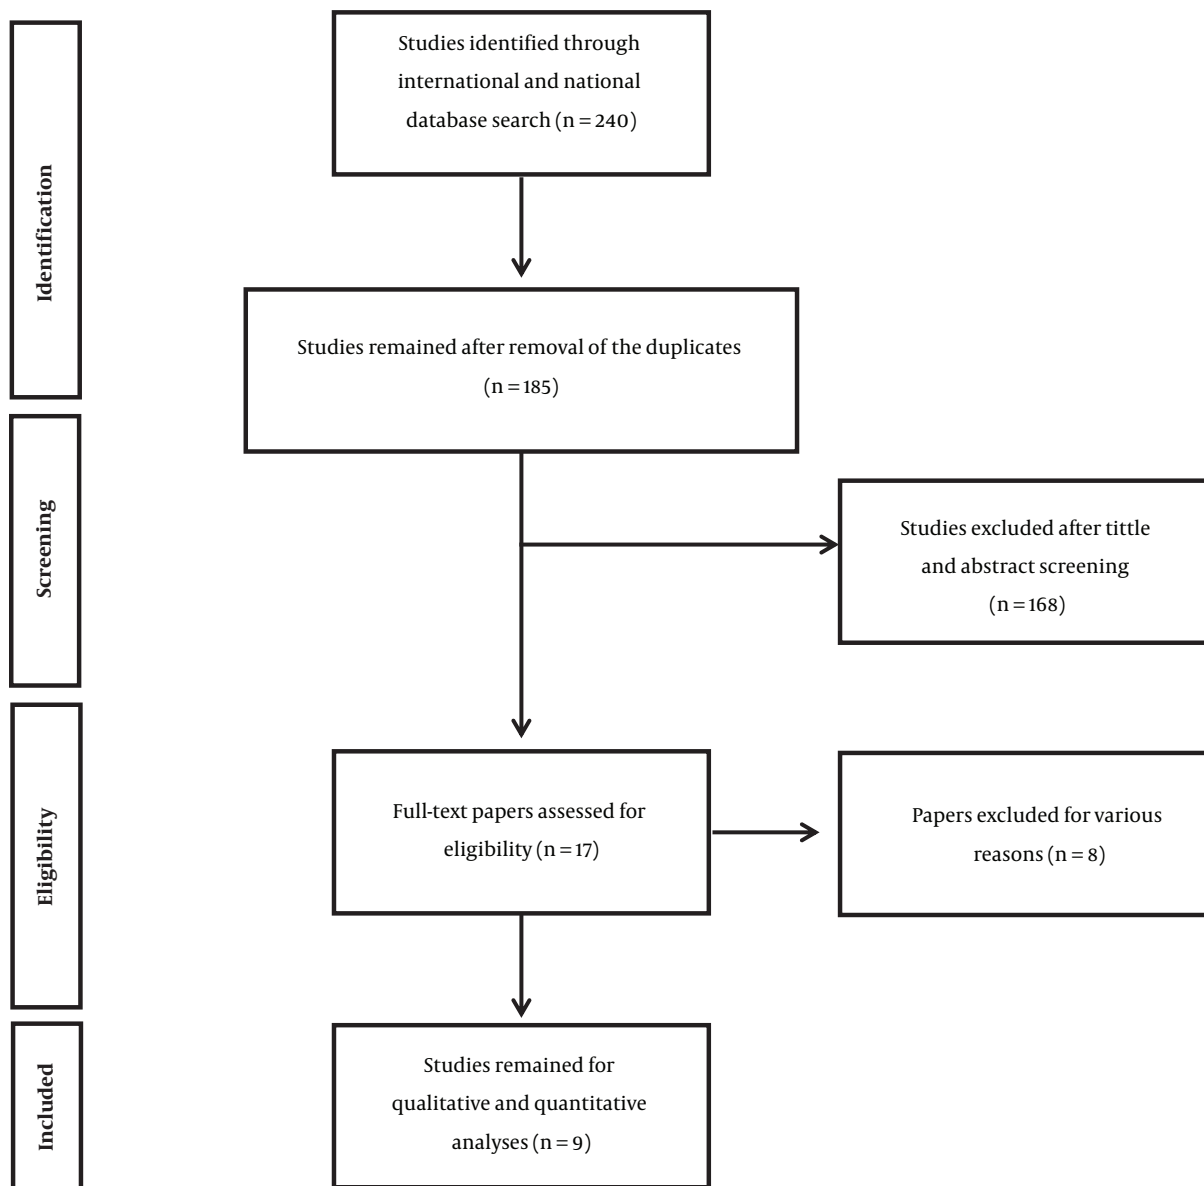 Identification
Studies identified through
international and national
database search (n = 240)
Studies remained after removal of the duplicates
(n = 185)
Screening
Studies excluded after tittle
and abstract screening
(n = 168)
Eligibility
Full-text papers assessed for
eligibility (n = 17)
Papers excluded for various
reasons (n = 8)
Included
Studies remained for
qualitative and quantitative
analyses (n = 9)